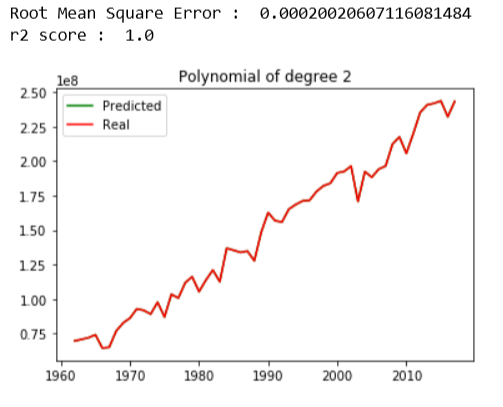 Root Mean Square Error :  0.00020020607116081484
r2 score :  1.0
Polynomial of degree 2
1e8
2.50
2.25
2.00
1.75
1.50
1.25
1.00
0.75
Predicted
Real
1960 1970 1980 1990 2000 2010